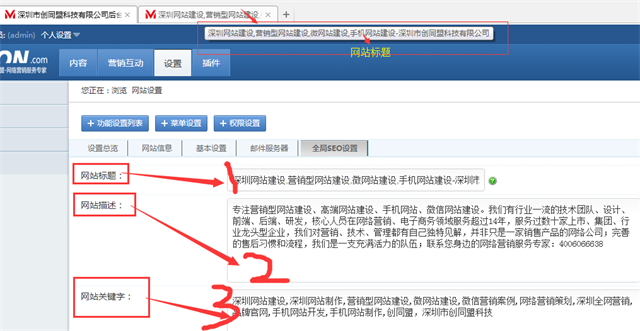 深圳市创同盟科技有限公司后台
深圳网站建设,营销型网站建设
深圳网站建设,营销型网站建设,微网站建设,手机网站建设-深圳市创同盟科技有限公司
员: (admin) 个人设置
网站标题
ON.com
盟-网络营销服务专家
内容 营销互动 设置 插件
您正在：浏览 网站设置
+ 功能设置列表 + 菜单设置 + 权限设置
设置总览 网站信息 基本设置 邮件服务器 全局SEO设置
网站标题： 1 深圳网站建设,营销型网站建设,微网站建设,手机网站建设-深圳市
网站描述：
专注营销型网站建设、高端网站建设、手机网站、微信网站建设。我们有行业一流的技术团队、设计、
前端、后端、研发，核心人员在网络营销、电子商务领域服务超过14年，服务过数十家上市、集团、行
业龙头型企业，我们对营销、技术、管理都有自己独特见解，并非只是一家销售产品的网络公司；完善
的售后习惯和流程，我们是一支充满活力的队伍；联系您身边的网络营销服务专家：4006066638
2
网站关键字： 3
深圳网站建设,深圳网站制作,营销型网站建设,微网站建设,微信营销案例,网络营销策划,深圳全网营销,
品牌官网,手机网站开发,手机网站制作,创同盟，深圳市创同盟科技